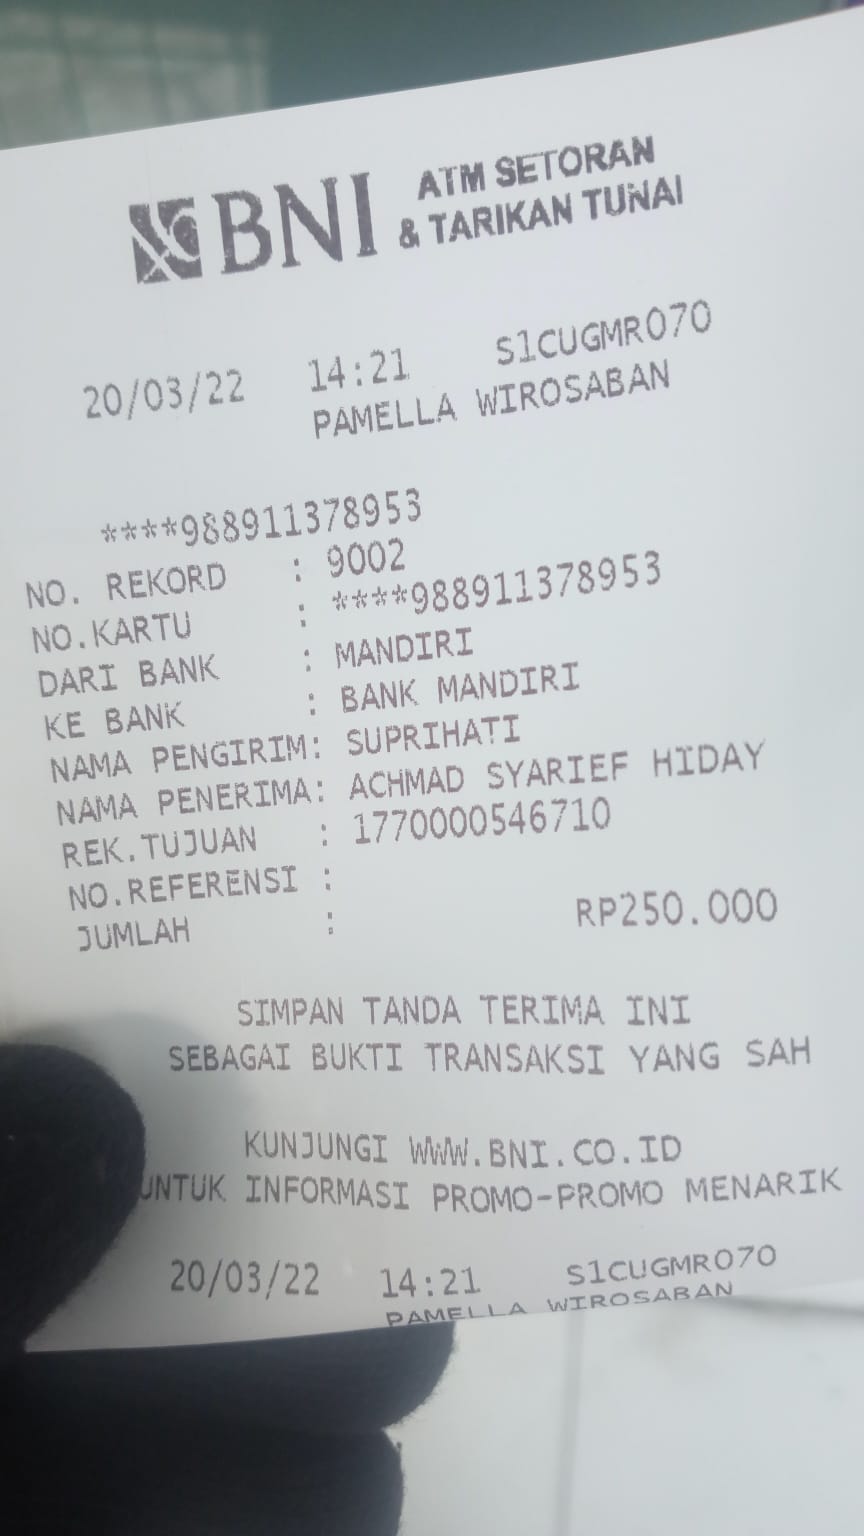 BNI ATM SETORAN
& TARIKAN TUNAI
20/03/22 14:21 S1CUGMR070
PAMELLA WIROSABAN
****988911378953
NO. REKORD : 9002
NO.KARTU : ****988911378953
DARI BANK : MANDIRI
KE BANK : BANK MANDIRI
NAMA PENGIRIM: SUPRIHATI
NAMA PENERIMA: ACHMAD SYARIEF HIDAY
REK.TUJUAN : 1770000546710
NO.REFERENSI :
JUMLAH : RP250.000
SIMPAN TANDA TERIMA INI
SEBAGAI BUKTI TRANSAKSI YANG SAH
KUNJUNGI WWW.BNI.CO.ID
UNTUK INFORMASI PROMO-PROMO MENARIK
20/03/22 14:21 S1CUGMR070
PAMELLA WIROSABAN